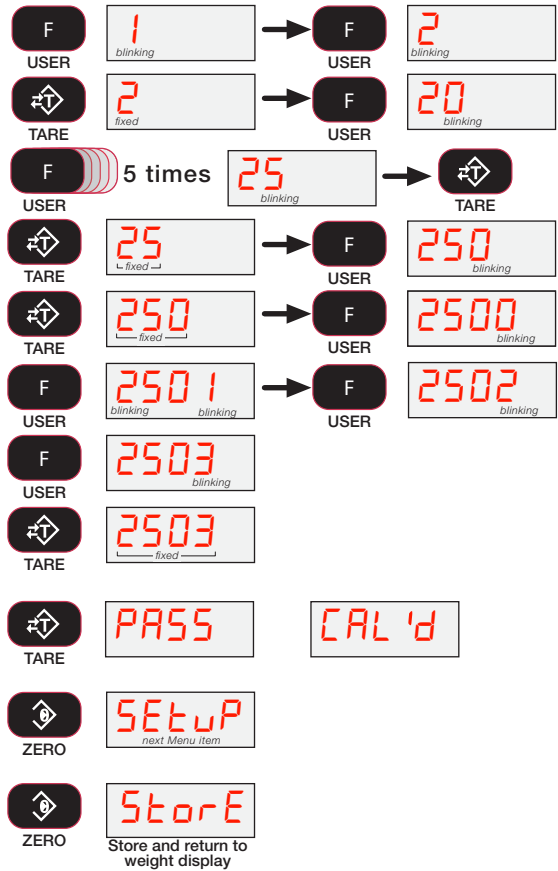 F 1 F 2
blinking blinking
USER USER
T 2 F 20
fixed blinking
TARE USER
F 5 times 25 T
blinking
USER TARE
T 25 F 250
fixed blinking
TARE USER
T 250 F 2500
fixed blinking
TARE USER
F 2501 F 2502
blinking blinking blinking
USER USER
F 2503
blinking
USER
T 2503
fixed
TARE
T PASS CAL 'd
TARE
0 SEtuP
next Menu item
ZERO
0 StorE
ZERO Store and return to
weight display